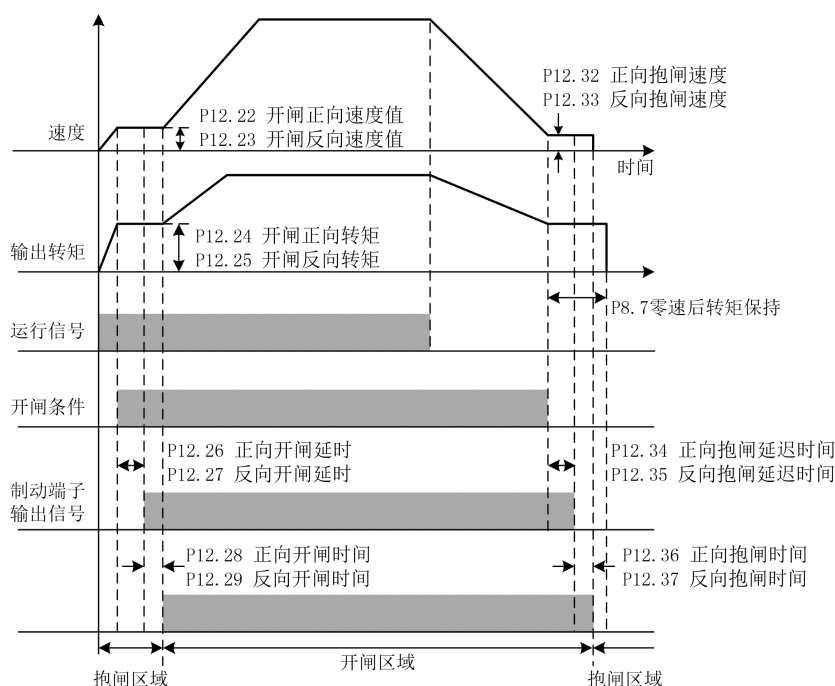 P12.32 正向抱闸速度
P12.33 反向抱闸速度
P12.22 开闸正向速度值
P12.23 开闸反向速度值
速度
时间
P12.24 开闸正向转矩
P12.25 开闸反向转矩
输出转矩
P8.7零速后转矩保持
运行信号
开闸条件
P12.26 正向开闸延时
P12.27 反向开闸延时
P12.34 正向抱闸延迟时间
P12.35 反向抱闸延迟时间
制动端子
输出信号
P12.28 正向开闸时间
P12.29 反向开闸时间
P12.36 正向抱闸时间
P12.37 反向抱闸时间
抱闸区域
开闸区域
抱闸区域